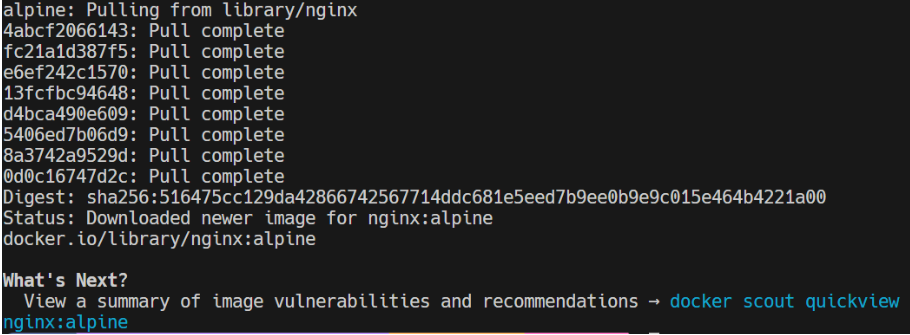 alpine: Pulling from library/nginx
4abcf2066143: Pull complete
fc21a1d387f5: Pull complete
e6ef242c1570: Pull complete
13fcfbc94648: Pull complete
d4bca490e609: Pull complete
5406ed7b06d9: Pull complete
8a3742a9529d: Pull complete
0d0c16747d2c: Pull complete
Digest: sha256:516475cc129da42866742567714ddc681e5eed7b9ee0b9e9c015e464b4221a00
Status: Downloaded newer image for nginx:alpine
docker.io/library/nginx:alpine
What's Next?
View a summary of image vulnerabilities and recommendations → docker scout quickview
nginx:alpine